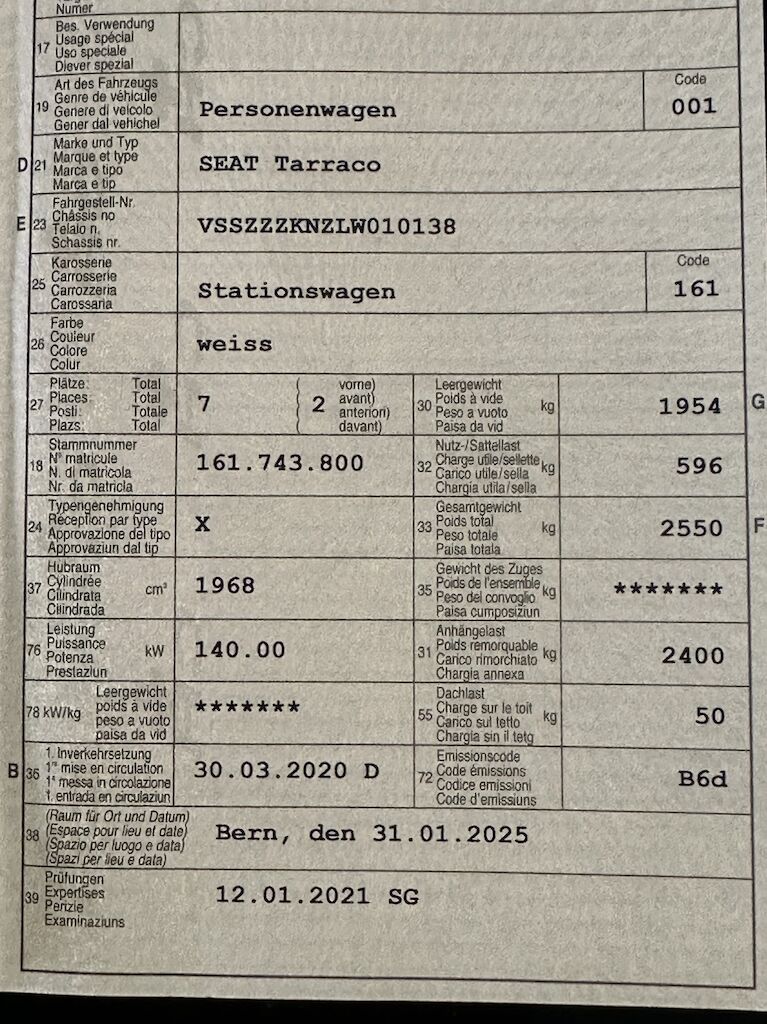 Numer
17 Bes. Verwendung
Usage spécial
Uso speciale
Diever spezial
19 Art des Fahrzeugs
Genre de véhicule
Genere di veicolo
Gener dal vehichel
Personenwagen
Code
001
D 21 Marke und Typ
Marque et type
Marca e tipo
Marca e tip
SEAT Tarraco
E 23 Fahrgestell-Nr.
Châssis no
Telaio n.
Schassis nr.
VSSZZZKNZLW010138
25 Karosserie
Carrosserie
Carrozzeria
Carossaria
Stationswagen
Code
161
26 Farbe
Couleur
Colore
Colur
weiss
27 Plätze: Total
Places: Total
Posti: Totale
Plazs: Total
7
( 2 vorne)
( avant)
( anteriori)
( davant)
30 Leergewicht
Poids à vide
Peso a vuoto
Paisa da vid
kg
1954 G
18 Stammnummer
N° matricule
N. di matricola
Nr. da matricla
161.743.800
32 Nutz-/Sattellast
Charge utile/sellette
Carico utile/sella
Chargia utila/sella
kg
596
24 Typengenehmigung
Réception par type
Approvazione del tipo
Approvaziun dal tip
X
33 Gesamtgewicht
Poids total
Peso totale
Paisa totala
kg
2550 F
37 Hubraum
Cylindrée
Cilindrata
Cilindrada
cm³
1968
35 Gewicht des Zuges
Poids de l'ensemble
Peso del convoglio
Paisa cumposiziun
kg
*******
76 Leistung
Puissance
Potenza
Prestaziun
kW
140.00
31 Anhängelast
Poids remorquable
Carico rimorchiato
Chargia annexa
kg
2400
78 kW/kg
Leergewicht
poids à vide
peso a vuoto
paisa da vid
*******
55 Dachlast
Charge sur le toit
Carico sul tetto
Chargia sin il tetg
kg
50
B 36 1. Inverkehrsetzung
1re mise en circulation
1a messa in circolazione
1. entrada en circulaziun
30.03.2020 D
72 Emissionscode
Code émissions
Codice emissioni
Code d'emissiuns
B6d
38 (Raum für Ort und Datum)
(Espace pour lieu et date)
(Spazio per luogo e data)
(Spazi per lieu e data)
Bern, den 31.01.2025
39 Prüfungen
Expertises
Perizie
Examinaziuns
12.01.2021 SG